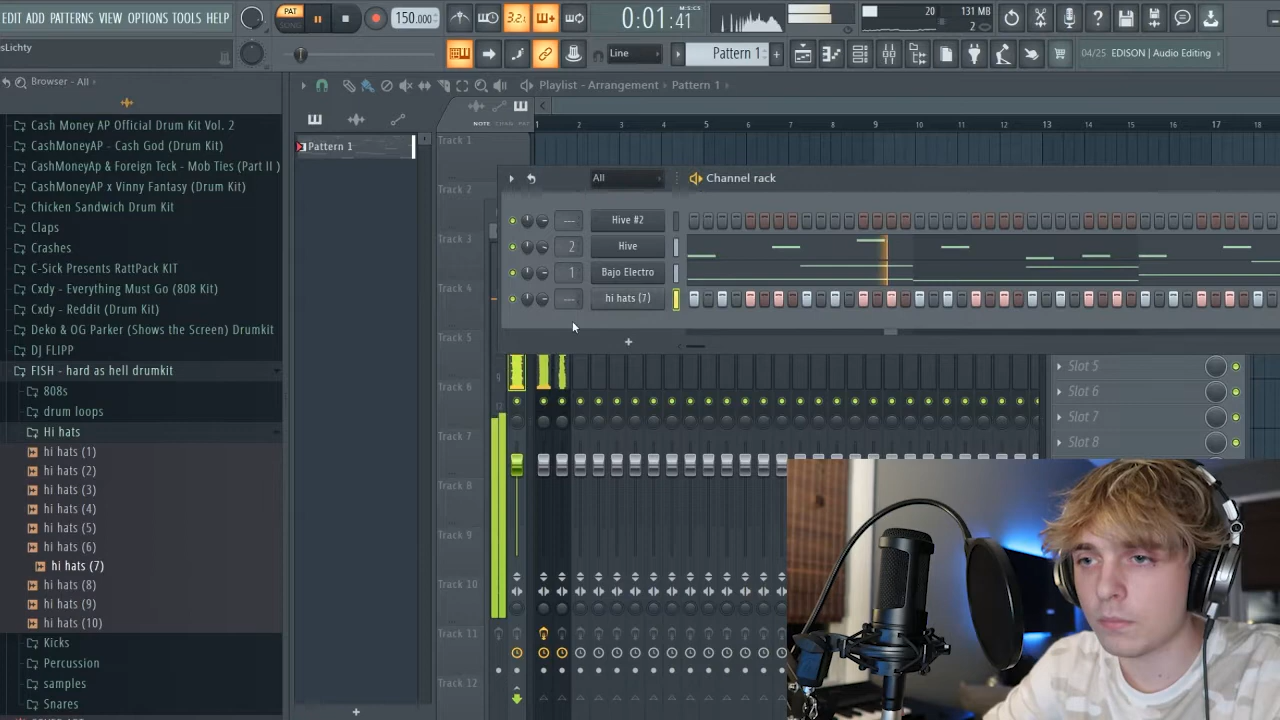 EDIT ADD PATTERNS VIEW OPTIONS TOOLS HELP
PAT
150.000
3.2.
0:01:41
20
131 MB
2
sLichty
Line
Pattern 1
04/25 EDISON | Audio Editing
Browser - All
Playlist - Arrangement › Pattern 1
Cash Money AP Official Drum Kit Vol. 2
CashMoneyAP - Cash God (Drum Kit)
CashMoneyAp & Foreign Teck - Mob Ties (Part II )
CashMoneyAP x Vinny Fantasy (Drum Kit)
Chicken Sandwich Drum Kit
Claps
Crashes
C-Sick Presents RattPack KIT
Cxdy - Everything Must Go (808 Kit)
Cxdy - Reddit (Drum Kit)
Deko & OG Parker (Shows the Screen) Drumkit
DJ FLIPP
FISH - hard as hell drumkit
808s
drum loops
Hi hats
hi hats (1)
hi hats (2)
hi hats (3)
hi hats (4)
hi hats (5)
hi hats (6)
hi hats (7)
hi hats (8)
hi hats (9)
hi hats (10)
Kicks
Percussion
samples
Snares
Pattern 1
NOTE CHAN PAT
1 2 3 4 5 6 7 8 9 10 11 12 13 14 15 16 17 18
Track 1
Track 2
Track 3
Track 4
Track 5
Track 6
Track 7
Track 8
Track 9
Track 10
Track 11
Track 12
All
Channel rack
--- Hive #2
2 Hive
1 Bajo Electro
--- hi hats (7)
Slot 5
Slot 6
Slot 7
Slot 8